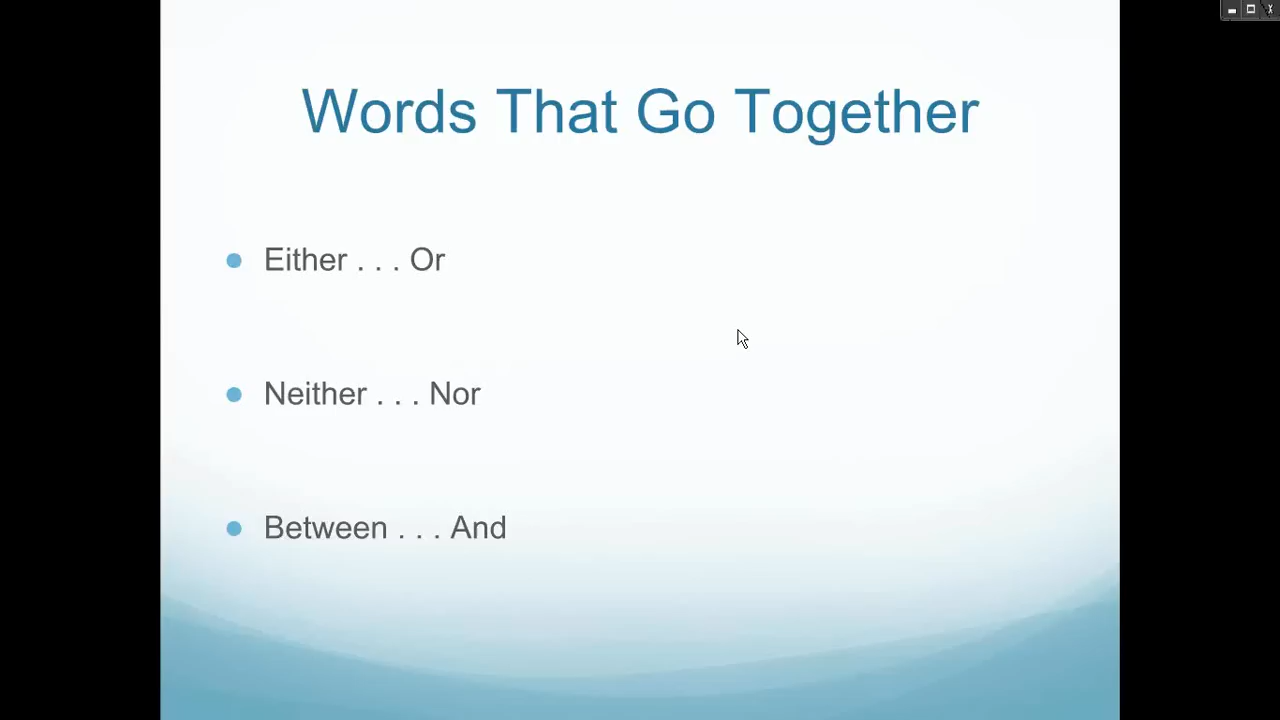 Words That Go Together
Either . . . Or
Neither . . . Nor
Between . . . And